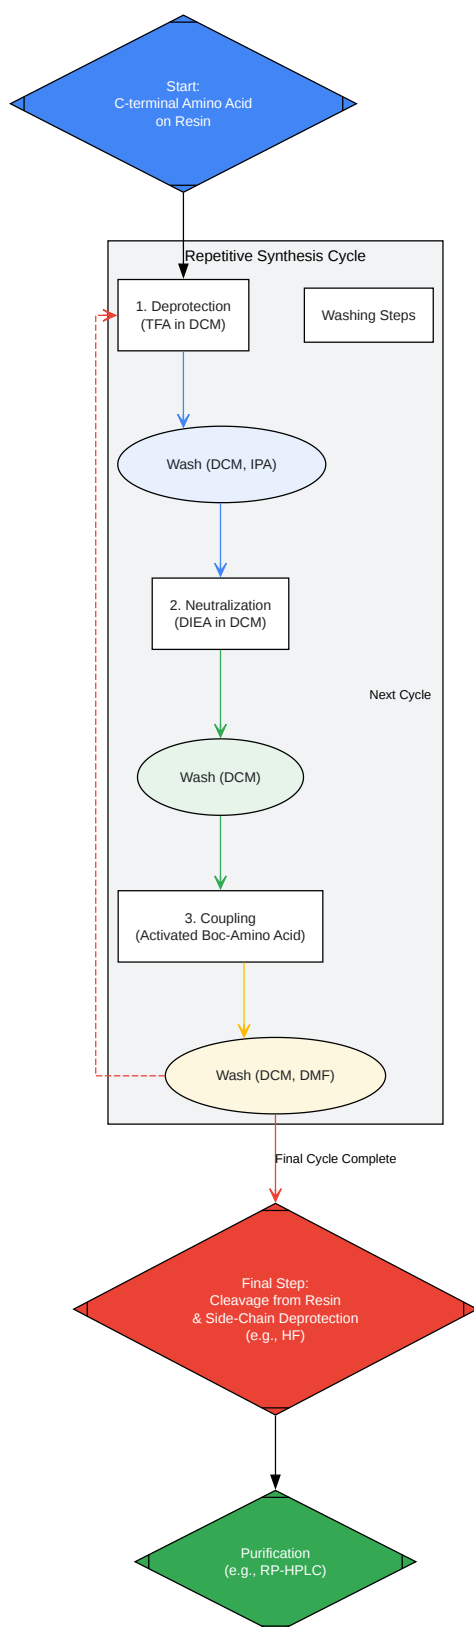 Start:
C-terminal Amino Acid
on Resin
Repetitive Synthesis Cycle
1. Deprotection
(TFA in DCM)
Washing Steps
Wash (DCM, IPA)
2. Neutralization
(DIEA in DCM)
Next Cycle
Wash (DCM)
3. Coupling
(Activated Boc-Amino Acid)
Wash (DCM, DMF)
Final Cycle Complete
Final Step:
Cleavage from Resin
& Side-Chain Deprotection
(e.g., HF)
Purification
(e.g., RP-HPLC)